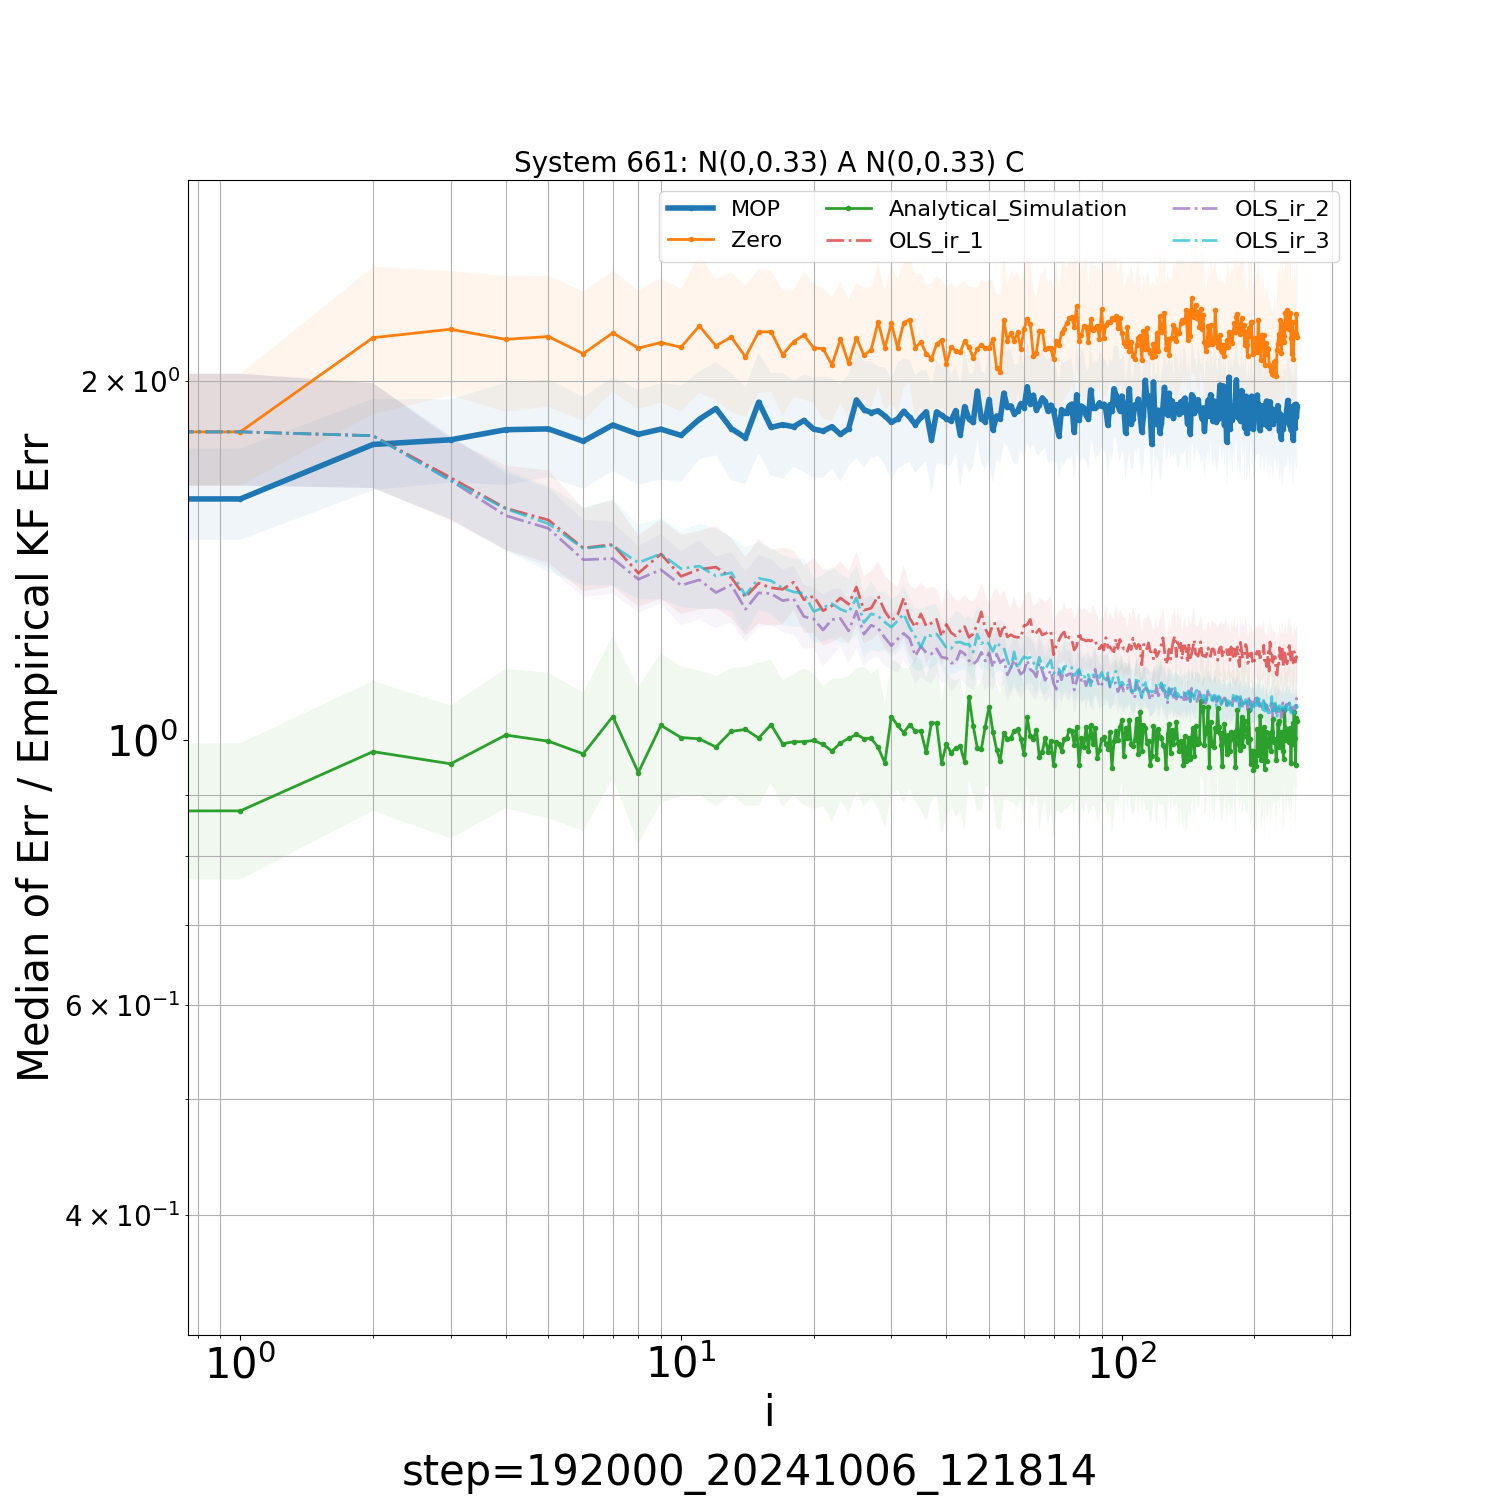 System 661: N(0,0.33) A N(0,0.33) C
MOP
Zero
Analytical_Simulation
OLS_ir_1
OLS_ir_2
OLS_ir_3
Median of Err / Empirical KF Err
2 × 10⁰
10⁰
6 × 10⁻¹
4 × 10⁻¹
10⁰ 10¹ 10²
i
step=192000_20241006_121814